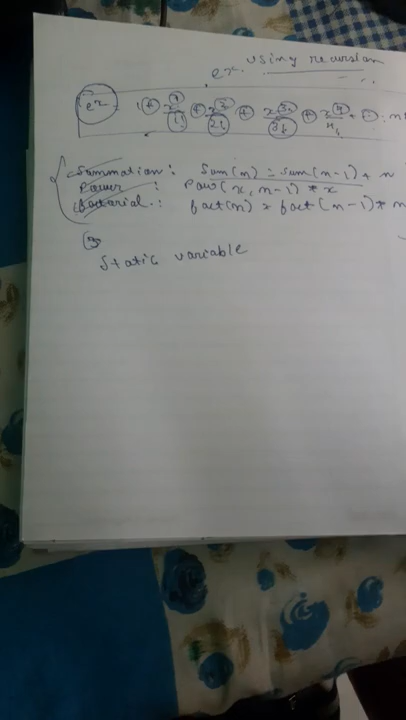 using recursion
e^x
e^x 1 + x^1/1! + x^2/2! + x^3/3! + x^4/4! + - . . n
Summation : Sum(n) = Sum(n-1) + n
Power : Pow(x, n-1) * x
factorial : fact(n) = fact(n-1) * n
Static variable